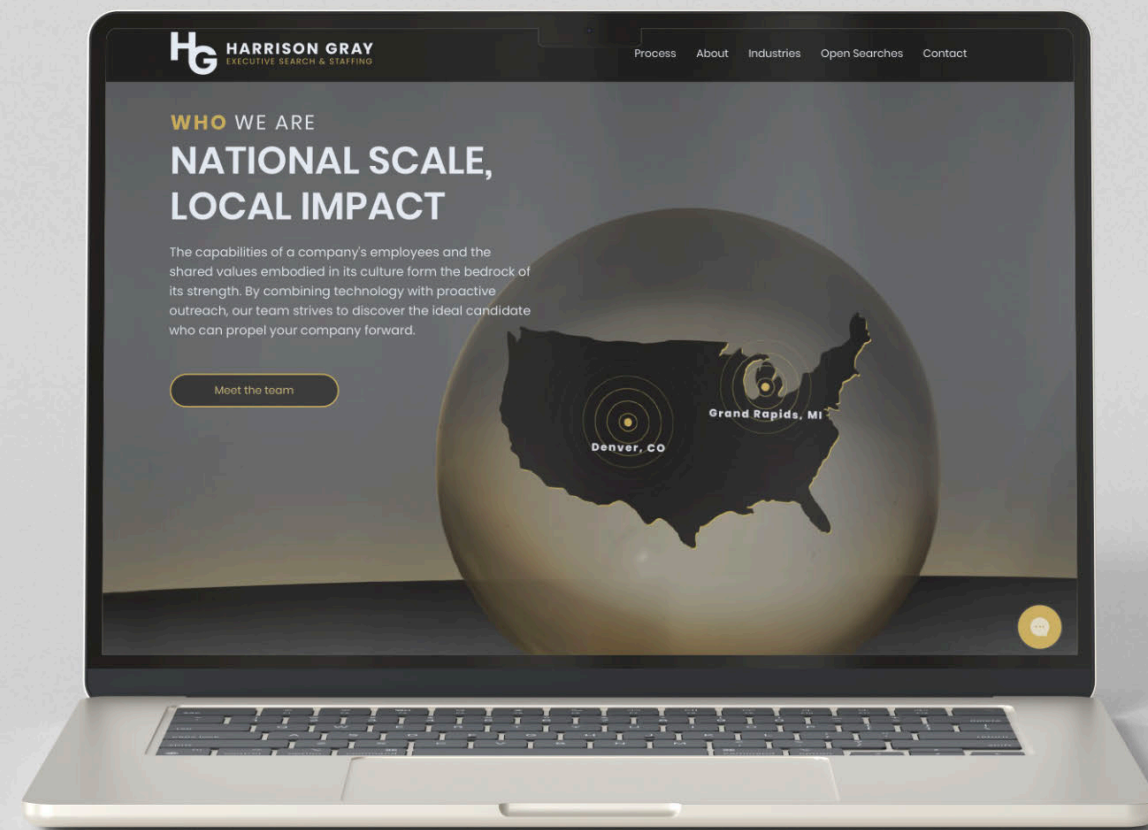 HG
HARRISON GRAY
EXECUTIVE SEARCH & STAFFING
Process About Industries Open Searches Contact
WHO WE ARE
NATIONAL SCALE,
LOCAL IMPACT
The capabilities of a company's employees and the
shared values embodied in its culture form the bedrock of
its strength. By combining technology with proactive
outreach, our team strives to discover the ideal candidate
who can propel your company forward.
Meet the team
Grand Rapids, MI
Denver, CO